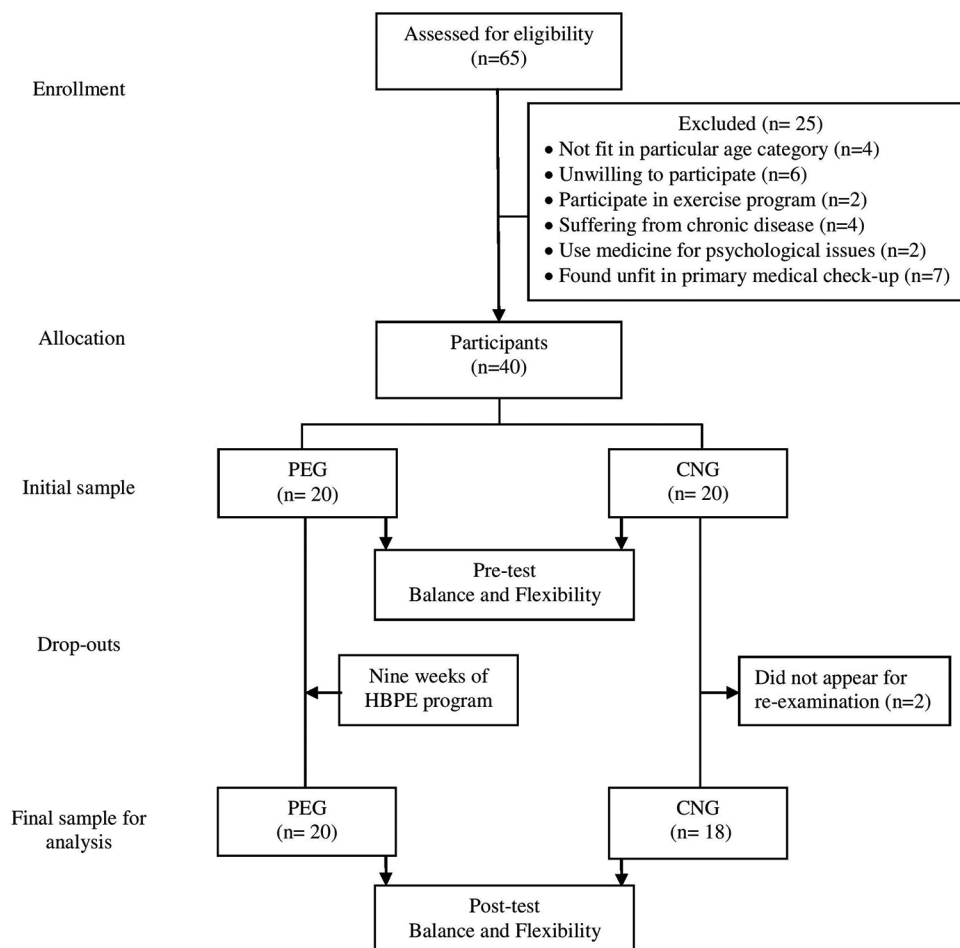 Assessed for eligibility
(n=65)
Enrollment
Excluded (n= 25)
• Not fit in particular age category (n=4)
• Unwilling to participate (n=6)
• Participate in exercise program (n=2)
• Suffering from chronic disease (n=4)
• Use medicine for psychological issues (n=2)
• Found unfit in primary medical check-up (n=7)
Allocation
Participants
(n=40)
Initial sample
PEG
(n= 20)
CNG
(n= 20)
Pre-test
Balance and Flexibility
Drop-outs
Nine weeks of
HBPE program
Did not appear for
re-examination (n=2)
Final sample for
analysis
PEG
(n= 20)
CNG
(n= 18)
Post-test
Balance and Flexibility